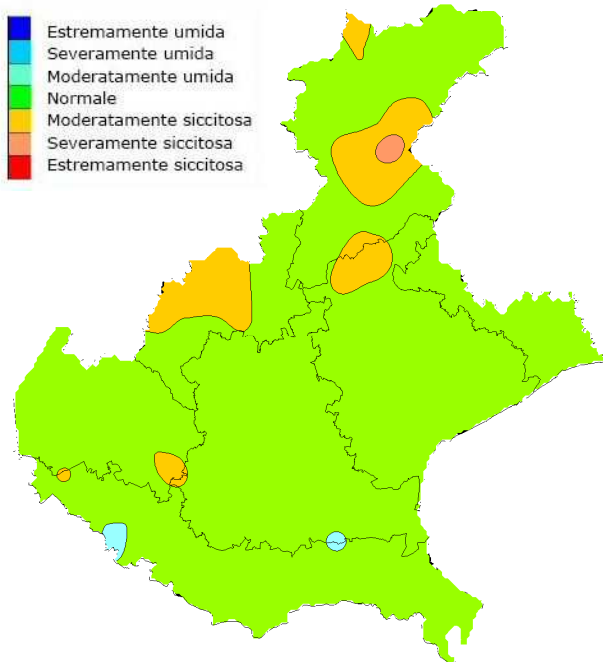 Estremamente umida
Severamente umida
Moderatamente umida
Normale
Moderatamente siccitosa
Severamente siccitosa
Estremamente siccitosa